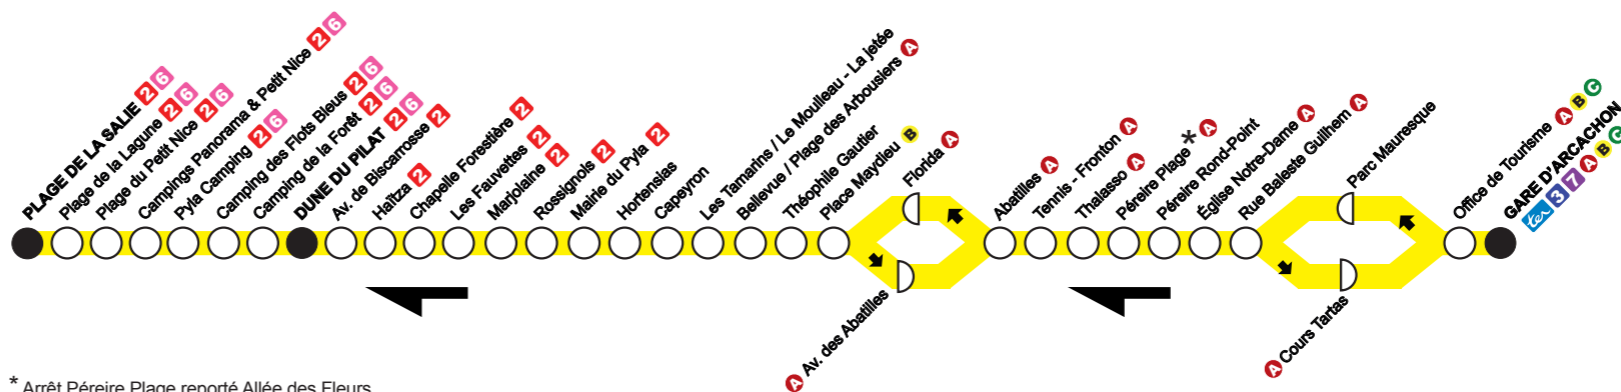 PLAGE DE LA SALIE 2 6
Plage de la Lagune 2 6
Plage du Petit Nice 2 6
Campings Panorama & Petit Nice 2 6
Pyla Camping 2 6
Camping des Flots Bleus 2 6
Camping de la Forêt 2 6
DUNE DU PILAT 2 6
Av. de Biscarrosse 2
Haïtza 2
Chapelle Forestière 2
Les Fauvettes 2
Marjolaine 2
Rossignols 2
Mairie du Pyla 2
Hortensias
Capeyron
Les Tamarins / Le Moulleau - La jetée
Bellevue / Plage des Arbousiers A
Théophile Gautier
Place Maydieu B
Florida A
A Av. des Abatilles
Abatilles A
Tennis - Fronton A
Thalasso A
Péreire Plage * A
Péreire Rond-Point
Église Notre-Dame A
Rue Baleste Guilhem A
Parc Mauresque
A Cours Tartas
Office de Tourisme A B C
GARE D'ARCACHON
ter 3 7 A B C
* Arrêt Péreire Plage reporté Allée des Fleurs